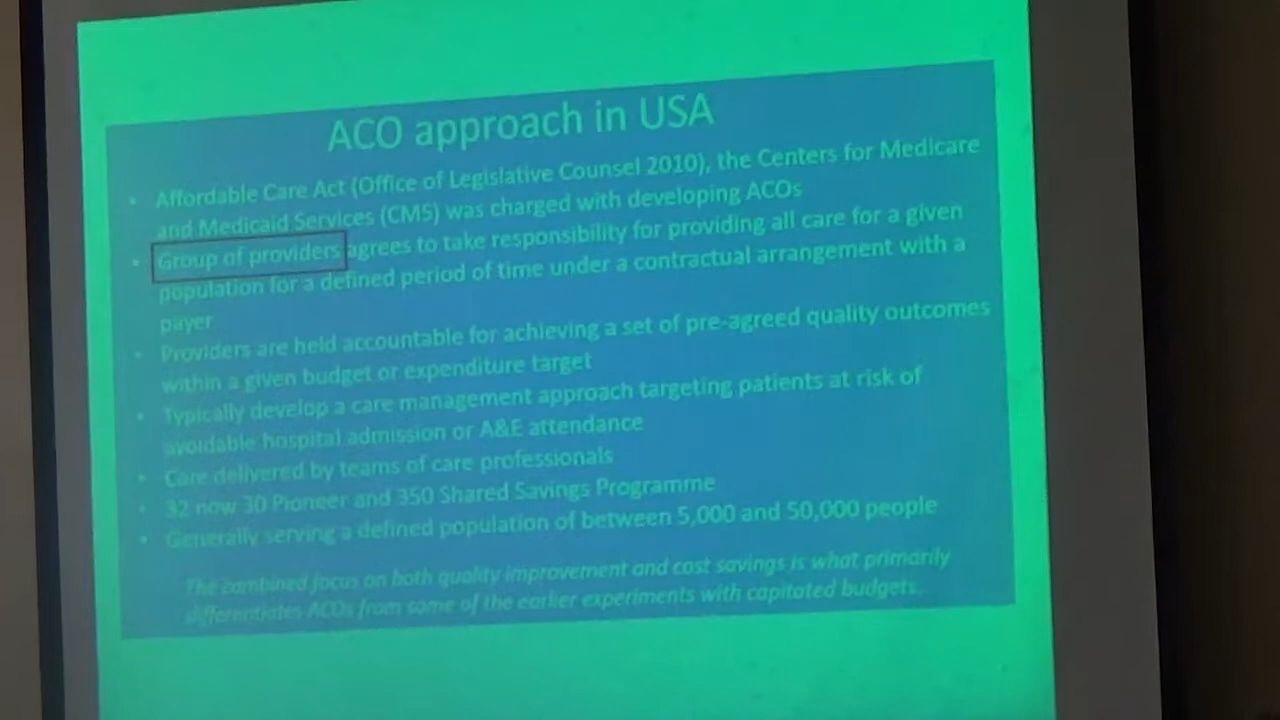 ACO approach in USA
• Affordable Care Act (Office of Legislative Counsel 2010), the Centers for Medicare
and Medicaid Services (CMS) was charged with developing ACOs
• Group of providers agrees to take responsibility for providing all care for a given
population for a defined period of time under a contractual arrangement with a
payer
• Providers are held accountable for achieving a set of pre-agreed quality outcomes
within a given budget or expenditure target
• Typically develop a care management approach targeting patients at risk of
avoidable hospital admission or A&E attendance
• Care delivered by teams of care professionals
• 32 now 30 Pioneer and 350 Shared Savings Programme
• Generally serving a defined population of between 5,000 and 50,000 people
The combined focus on both quality improvement and cost savings is what primarily
differentiates ACOs from some of the earlier experiments with capitated budgets.